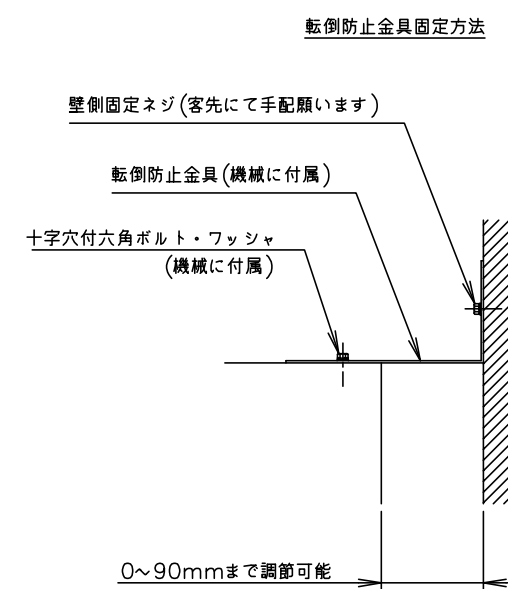 転倒防止金具固定方法
壁側固定ネジ(客先にて手配願います)
転倒防止金具(機械に付属)
十字穴付六角ボルト・ワッシャ
(機械に付属)
0～90mmまで調節可能